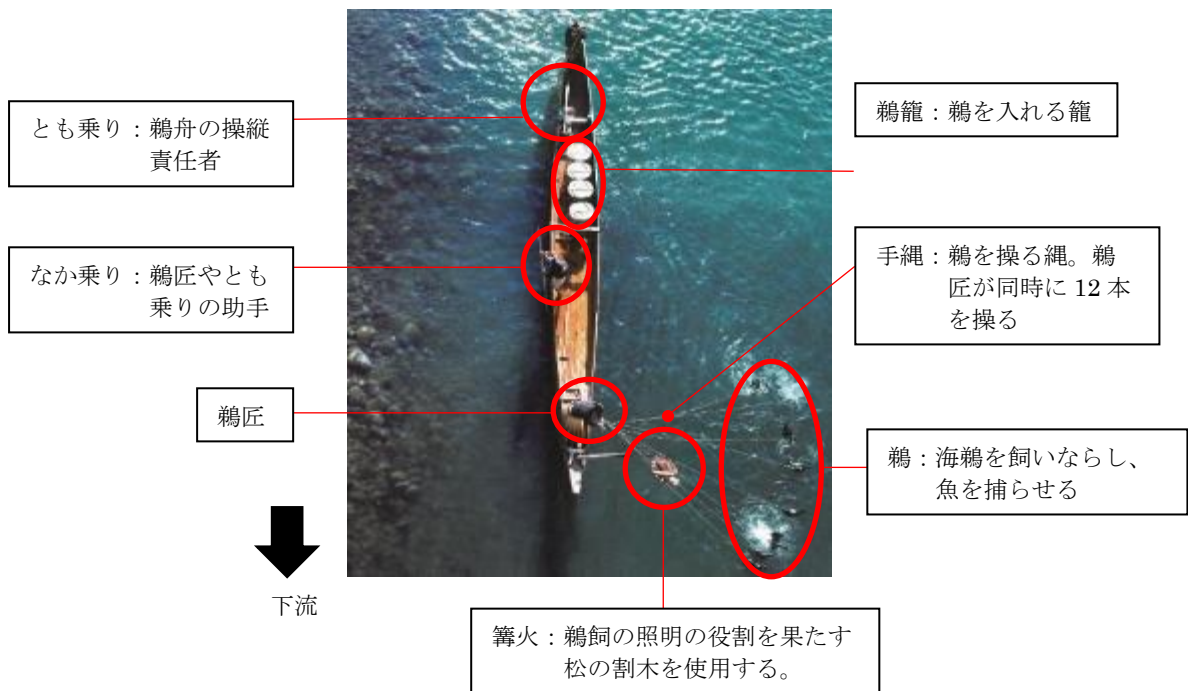 とも乗り：鵜舟の操縦
責任者
鵜籠：鵜を入れる籠
なか乗り：鵜匠やとも
乗りの助手
手縄：鵜を操る縄。鵜
匠が同時に 12 本
を操る
鵜匠
鵜：海鵜を飼いならし、
魚を捕らせる
下流
篝火：鵜飼の照明の役割を果たす
松の割木を使用する。